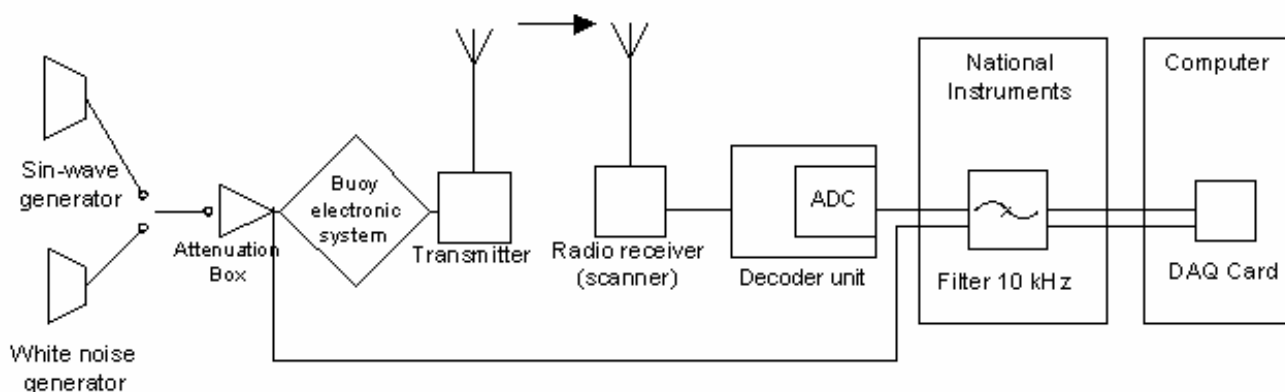 Sin-wave
generator
White noise
generator
Attenuation
Box
Buoy
electronic
system
Transmitter
Radio receiver
(scanner)
ADC
Decoder unit
National
Instruments
Filter 10 kHz
Computer
DAQ Card